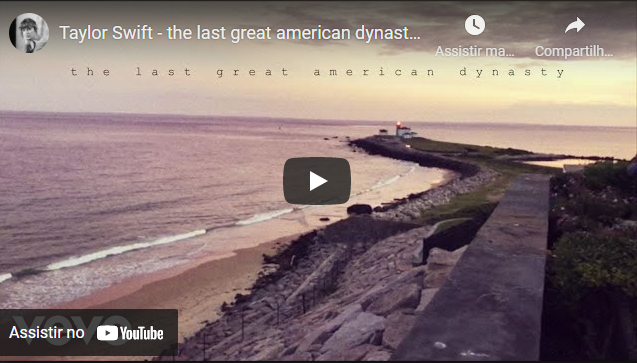 Taylor Swift - the last great american dynast...
Assistir ma...
Compartilh...
the last great american dynasty
vevo
Assistir no YouTube